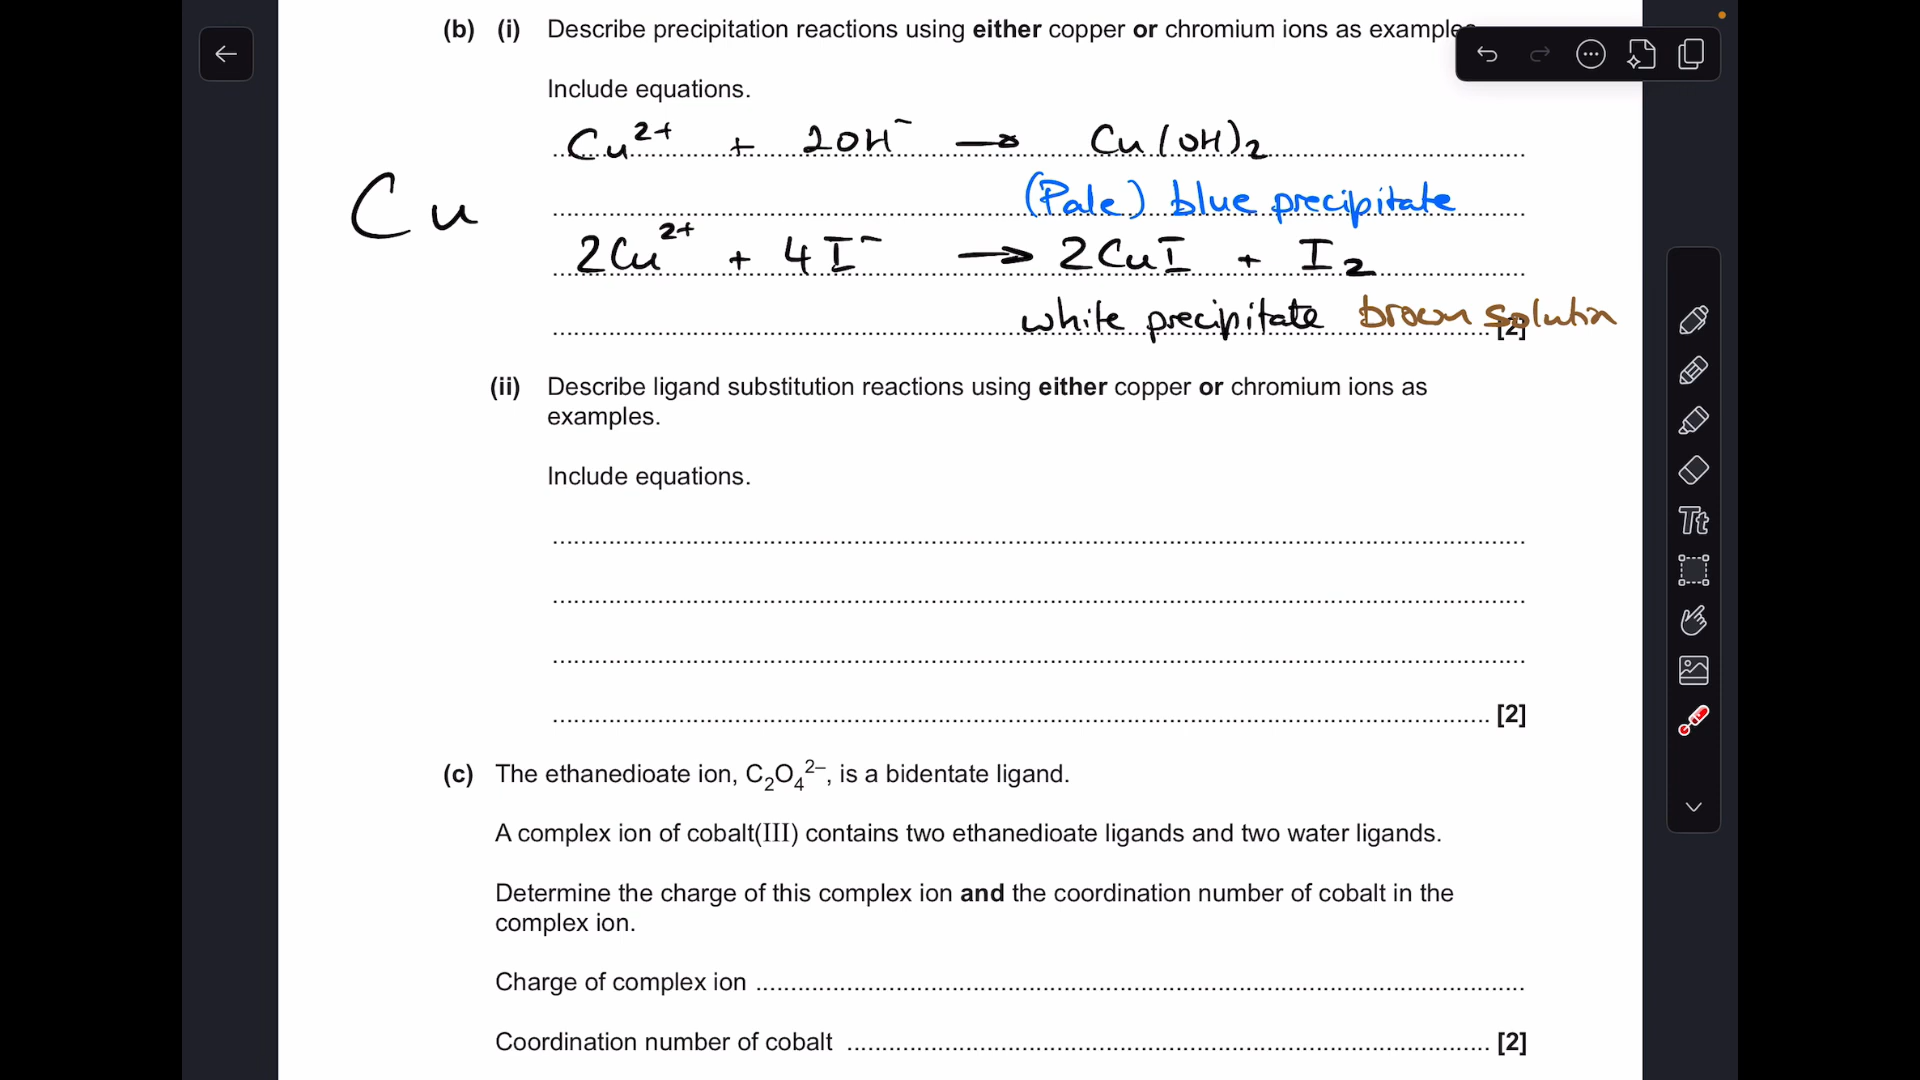 (b) (i) Describe precipitation reactions using either copper or chromium ions as examples
Include equations.
Cu²⁺ + 2OH⁻ → Cu(OH)₂
Cu
(Pale) blue precipitate
2Cu²⁺ + 4I⁻ → 2CuI + I₂
white precipitate brown solution
[2]
(ii) Describe ligand substitution reactions using either copper or chromium ions as
examples.
Include equations.
[2]
(c) The ethanedioate ion, C₂O₄²⁻, is a bidentate ligand.
A complex ion of cobalt(III) contains two ethanedioate ligands and two water ligands.
Determine the charge of this complex ion and the coordination number of cobalt in the
complex ion.
Charge of complex ion
Coordination number of cobalt [2]
Tt